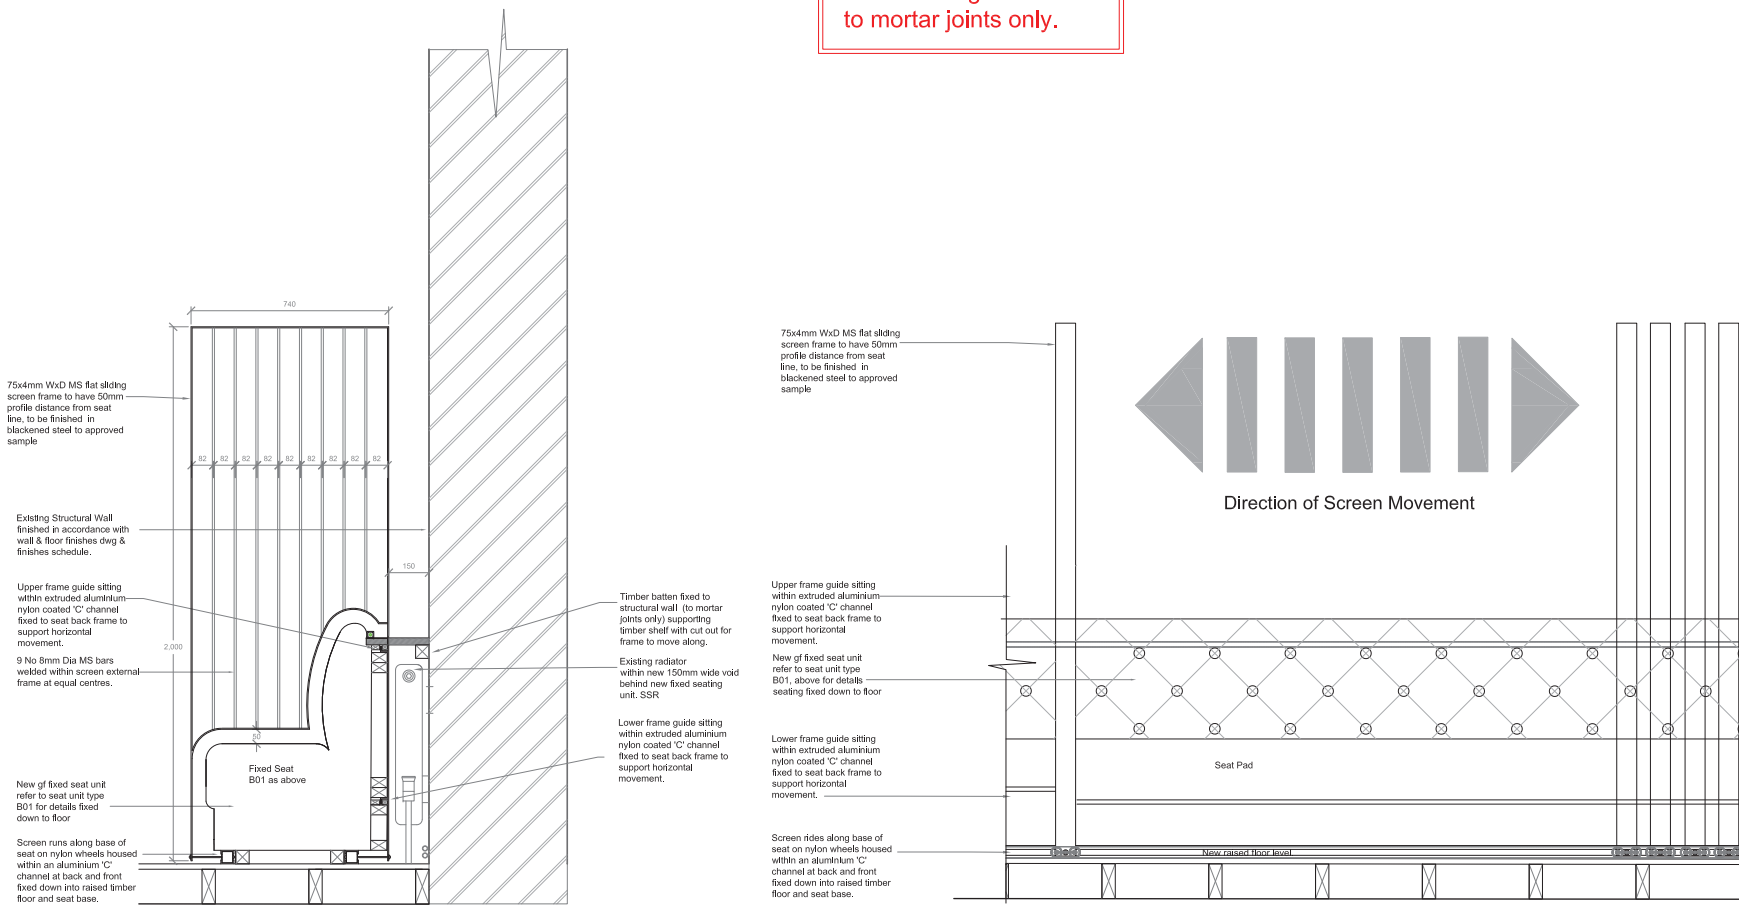 to mortar joints only.
740
75x4mm WxD MS flat sliding
screen frame to have 50mm
profile distance from seat
line, to be finished in
blackened steel to approved
sample
82 82 82 82 82 82 82 82 82
Existing Structural Wall
finished in accordance with
wall & floor finishes dwg &
finishes schedule.
150
Upper frame guide sitting
within extruded aluminium
nylon coated 'C' channel
fixed to seat back frame to
support horizontal
movement.
2,000
9 No 8mm Dia MS bars
welded within screen external
frame at equal centres.
50
Fixed Seat
B01 as above
New gf fixed seat unit
refer to seat unit type
B01 for details fixed
down to floor
Screen runs along base of
seat on nylon wheels housed
within an aluminium 'C'
channel at back and front
fixed down into raised timber
floor and seat base.
Timber batten fixed to
structural wall (to mortar
joints only) supporting
timber shelf with cut out for
frame to move along.
Existing radiator
within new 150mm wide void
behind new fixed seating
unit. SSR
Lower frame guide sitting
within extruded aluminium
nylon coated 'C' channel
fixed to seat back frame to
support horizontal
movement.
75x4mm WxD MS flat sliding
screen frame to have 50mm
profile distance from seat
line, to be finished in
blackened steel to approved
sample
Direction of Screen Movement
Upper frame guide sitting
within extruded aluminium
nylon coated 'C' channel
fixed to seat back frame to
support horizontal
movement.
New gf fixed seat unit
refer to seat unit type
B01, above for details
seating fixed down to floor
Lower frame guide sitting
within extruded aluminium
nylon coated 'C' channel
fixed to seat back frame to
support horizontal
movement.
Seat Pad
Screen rides along base of
seat on nylon wheels housed
within an aluminium 'C'
channel at back and front
fixed down into raised timber
floor and seat base.
New raised floor level